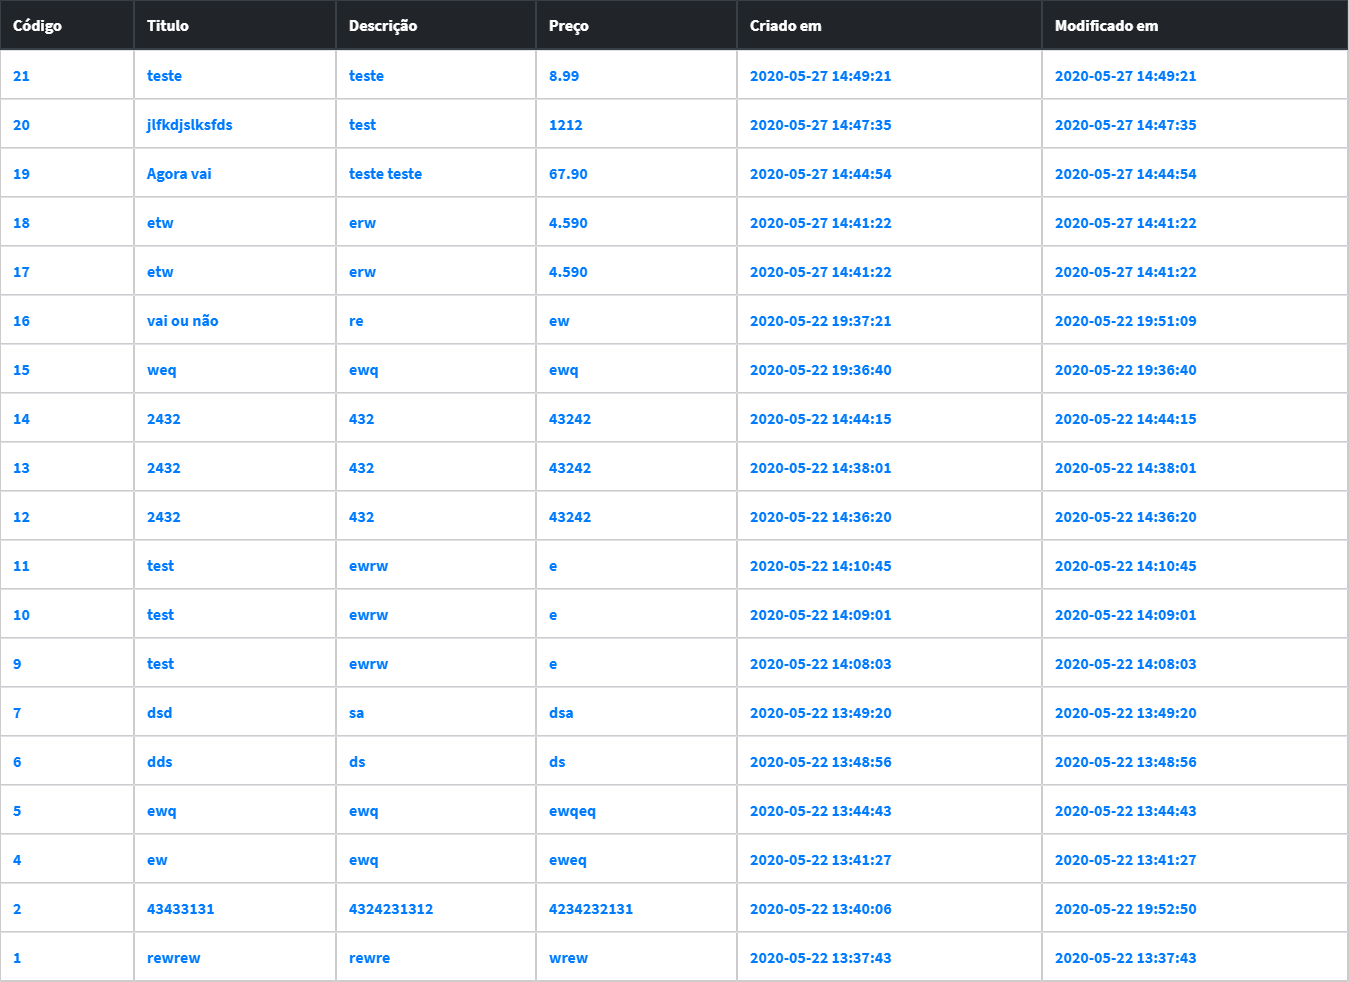 Código Titulo Descrição Preço Criado em Modificado em
21 teste teste 8.99 2020-05-27 14:49:21 2020-05-27 14:49:21
20 jlfkdjslksfds test 1212 2020-05-27 14:47:35 2020-05-27 14:47:35
19 Agora vai teste teste 67.90 2020-05-27 14:44:54 2020-05-27 14:44:54
18 etw erw 4.590 2020-05-27 14:41:22 2020-05-27 14:41:22
17 etw erw 4.590 2020-05-27 14:41:22 2020-05-27 14:41:22
16 vai ou não re ew 2020-05-22 19:37:21 2020-05-22 19:51:09
15 weq ewq ewq 2020-05-22 19:36:40 2020-05-22 19:36:40
14 2432 432 43242 2020-05-22 14:44:15 2020-05-22 14:44:15
13 2432 432 43242 2020-05-22 14:38:01 2020-05-22 14:38:01
12 2432 432 43242 2020-05-22 14:36:20 2020-05-22 14:36:20
11 test ewrw e 2020-05-22 14:10:45 2020-05-22 14:10:45
10 test ewrw e 2020-05-22 14:09:01 2020-05-22 14:09:01
9 test ewrw e 2020-05-22 14:08:03 2020-05-22 14:08:03
7 dsd sa dsa 2020-05-22 13:49:20 2020-05-22 13:49:20
6 dds ds ds 2020-05-22 13:48:56 2020-05-22 13:48:56
5 ewq ewq ewqeq 2020-05-22 13:44:43 2020-05-22 13:44:43
4 ew ewq eweq 2020-05-22 13:41:27 2020-05-22 13:41:27
2 43433131 4324231312 4234232131 2020-05-22 13:40:06 2020-05-22 19:52:50
1 rewrew rewre wrew 2020-05-22 13:37:43 2020-05-22 13:37:43